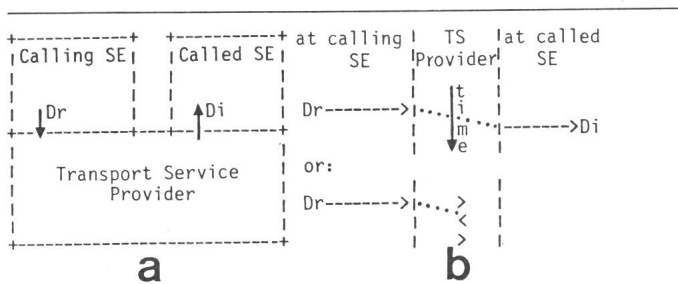 Calling SE Called SE at calling SE TS Provider at called SE
Dr Di Dr-------->  time -------->Di
Transport Service Provider
or:
Dr-------->
a b